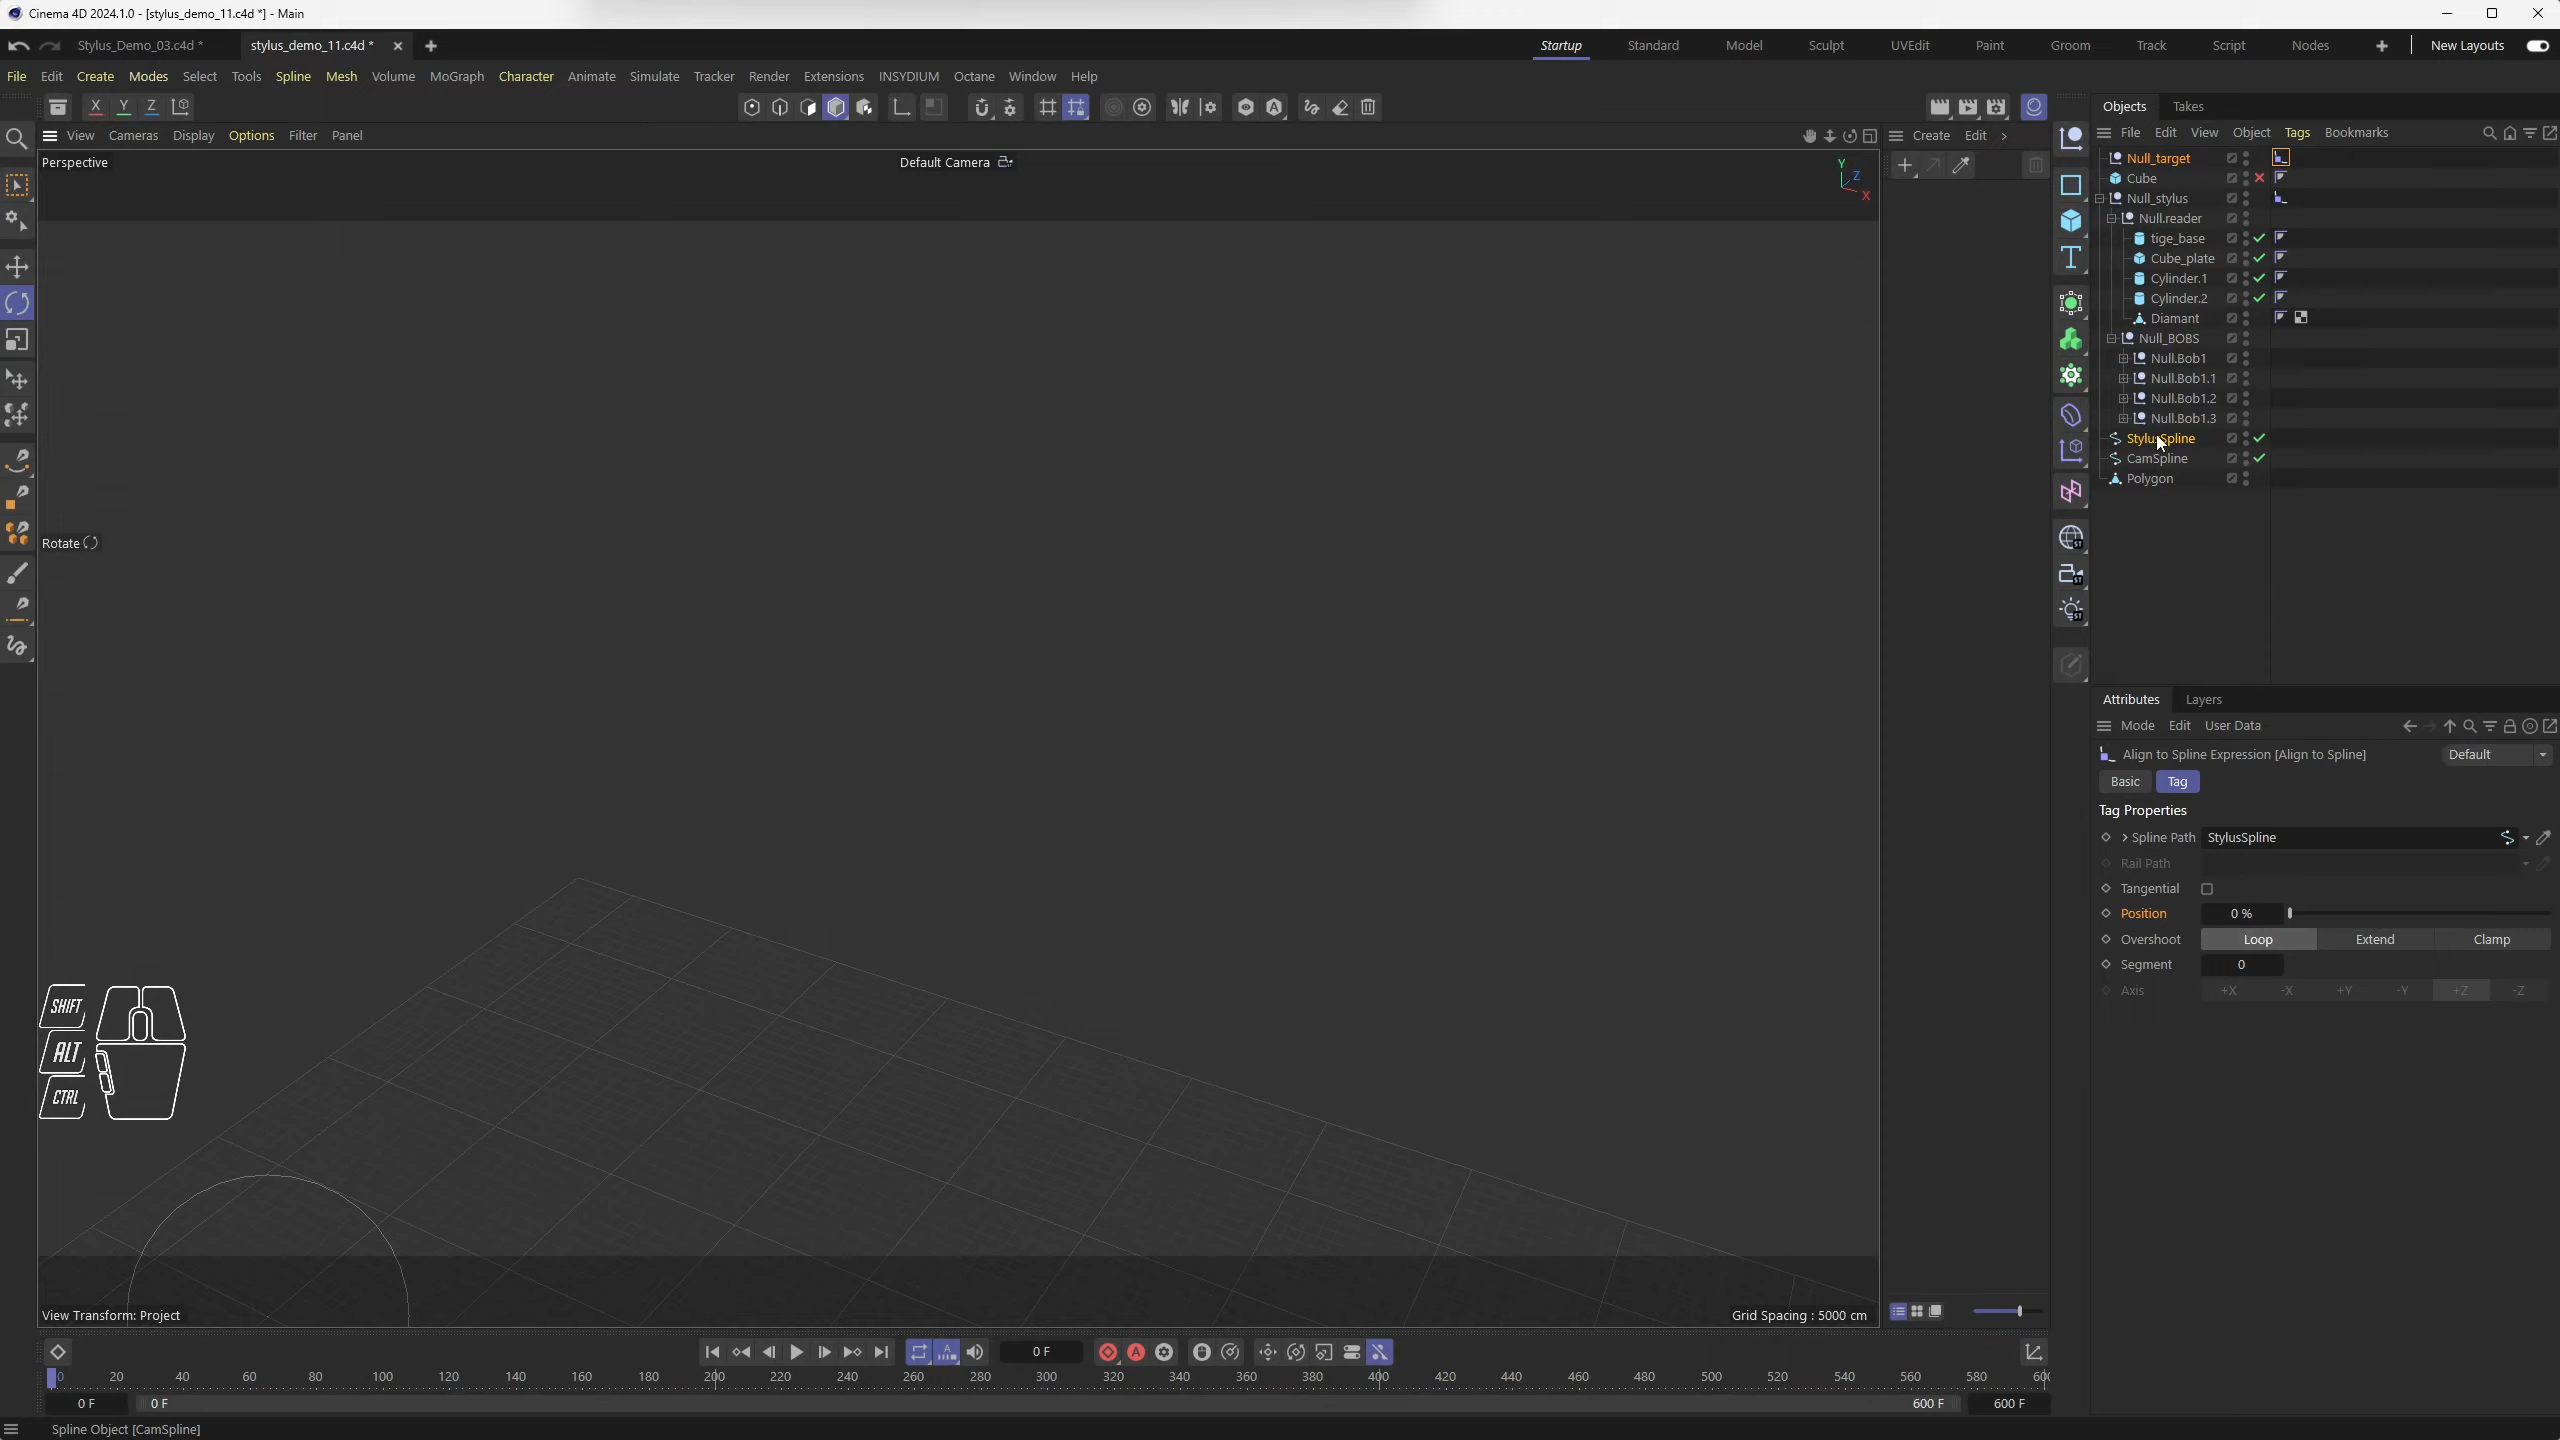 Cinema 4D 2024.1.0 - [stylus_demo_11.c4d *] - Main
Stylus_Demo_03.c4d *
stylus_demo_11.c4d *
Startup Standard Model Sculpt UVEdit Paint Groom Track Script Nodes New Layouts
File Edit Create Modes Select Tools Spline Mesh Volume MoGraph Character Animate Simulate Tracker Render Extensions INSYDIUM Octane Window Help
X Y Z
Objects Takes
View Cameras Display Options Filter Panel
Create Edit
File Edit View Object Tags Bookmarks
Perspective
Default Camera
Y
Z
X
Null_target
Cube
Null_stylus
Null.reader
tige_base
Cube_plate
Cylinder.1
Cylinder.2
Diamant
Null_BOBS
Null.Bob1
Null.Bob1.1
Null.Bob1.2
Null.Bob1.3
StylusSpline
CamSpline
Polygon
Rotate
Attributes Layers
Mode Edit User Data
Align to Spline Expression [Align to Spline]
Default
Basic Tag
Tag Properties
Spline Path StylusSpline
Rail Path
Tangential
Position 0 %
Overshoot Loop Extend Clamp
Segment 0
Axis +X -X +Y -Y +Z -Z
SHIFT
ALT
CTRL
View Transform: Project
Grid Spacing : 5000 cm
0 F
0 20 40 60 80 100 120 140 160 180 200 220 240 260 280 300 320 340 360 380 400 420 440 460 480 500 520 540 560 580 600
0 F 0 F 600 F 600 F
Spline Object [CamSpline]